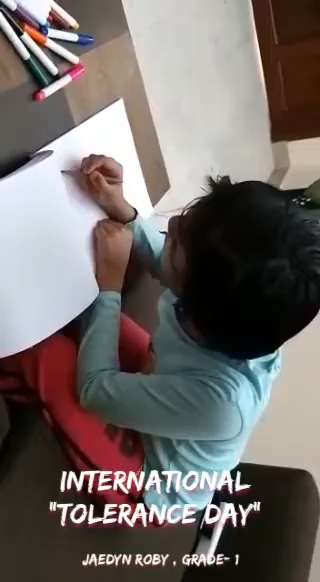 INTERNATIONAL
"TOLERANCE DAY"
JAEDYN ROBY , GRADE- 1